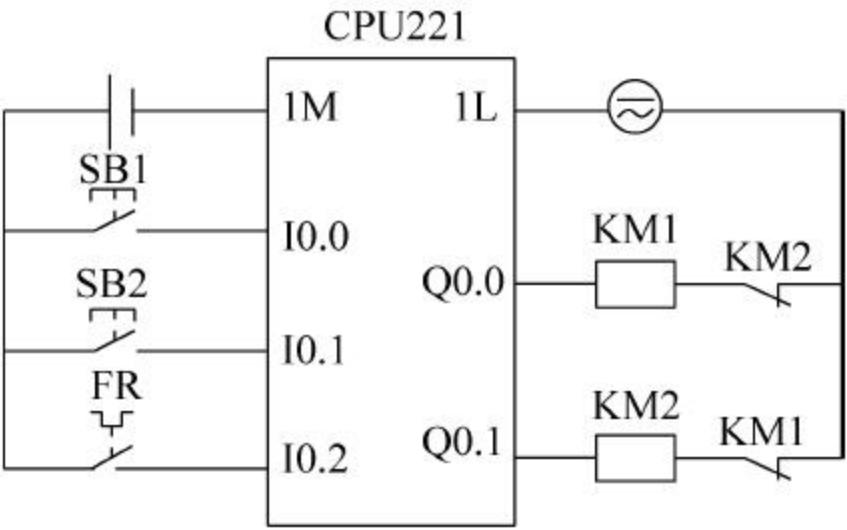 CPU221
1M
1L
SB1
I0.0
KM1
KM2
Q0.0
SB2
I0.1
FR
KM2
KM1
Q0.1
I0.2